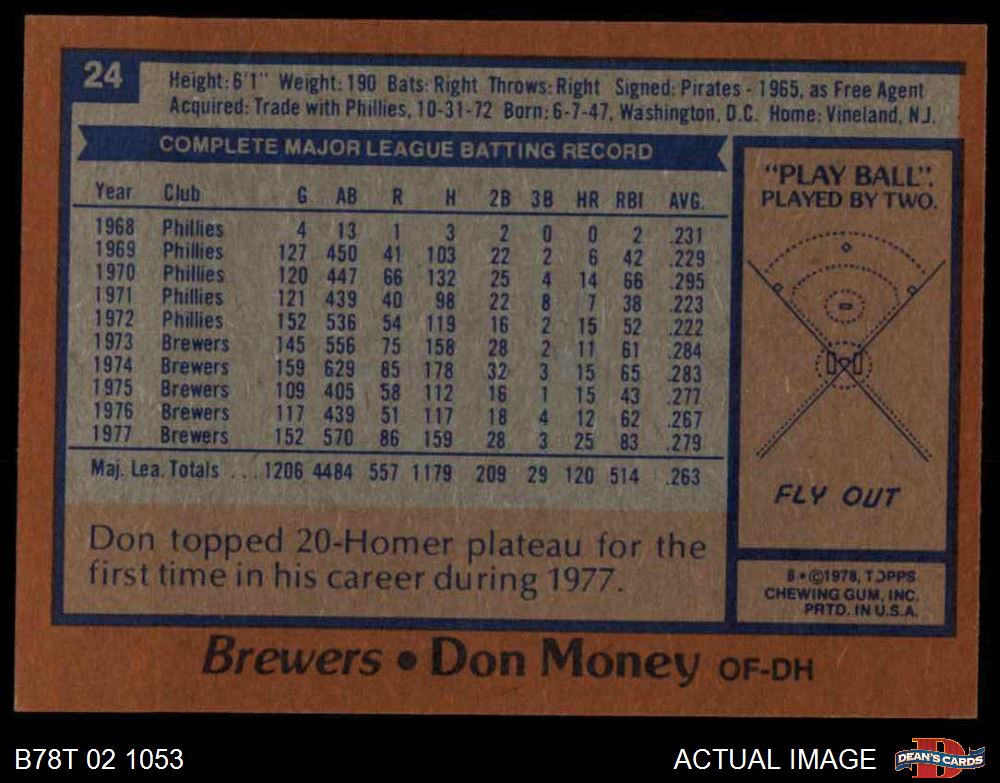 24
Height: 6'1" Weight: 190 Bats: Right Throws: Right Signed: Pirates - 1965, as Free Agent
Acquired: Trade with Phillies, 10-31-72 Born: 6-7-47, Washington, D.C. Home: Vineland, N.J.
COMPLETE MAJOR LEAGUE BATTING RECORD
Year Club G AB R H 2B 3B HR RBI AVG.
1968 Phillies 4 13 1 3 2 0 0 2 .231
1969 Phillies 127 450 41 103 22 2 6 42 .229
1970 Phillies 120 447 66 132 25 4 14 66 .295
1971 Phillies 121 439 40 98 22 8 7 38 .223
1972 Phillies 152 536 54 119 16 2 15 52 .222
1973 Brewers 145 556 75 158 28 2 11 61 .284
1974 Brewers 159 629 85 178 32 3 15 65 .283
1975 Brewers 109 405 58 112 16 1 15 43 .277
1976 Brewers 117 439 51 117 18 4 12 62 .267
1977 Brewers 152 570 86 159 28 3 25 83 .279
Maj. Lea. Totals ... 1206 4484 557 1179 209 29 120 514 .263
Don topped 20-Homer plateau for the
first time in his career during 1977.
"PLAY BALL".
PLAYED BY TWO.
FLY OUT
B•©1978, TOPPS
CHEWING GUM, INC.
PRTD. IN U.S.A.
Brewers • Don Money OF-DH
B78T 02 1053
ACTUAL IMAGE
D
DEAN'S CARDS